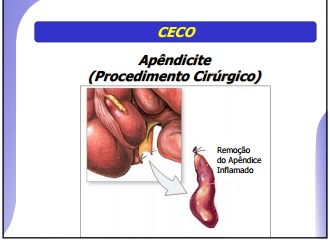 CECO
Apêndicite
(Procedimento Cirúrgico)
Remoção
do Apêndice
Inflamado